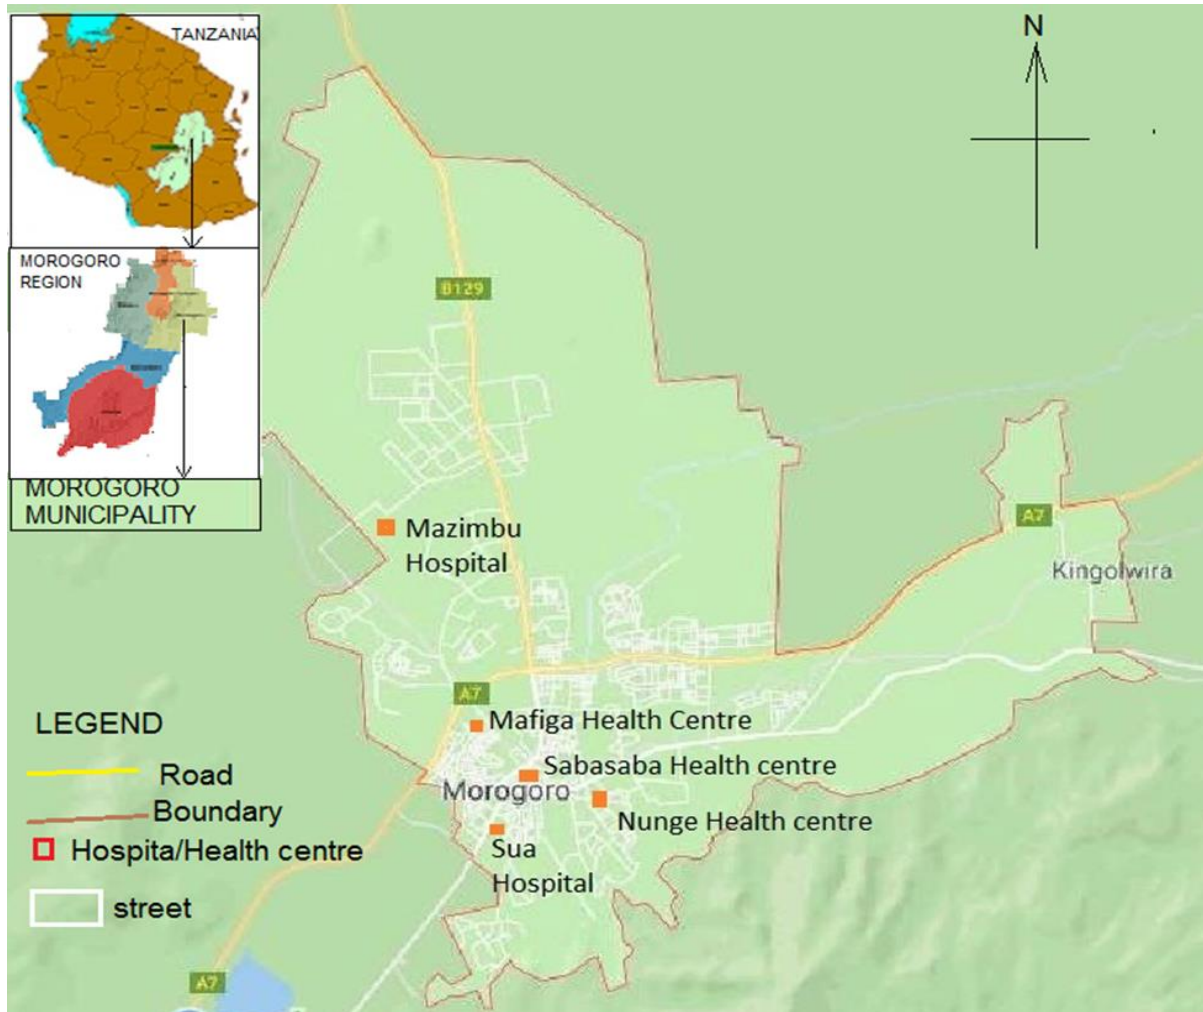 TANZANIA
N
MOROGORO
REGION
MOROGORO
MUNICIPALITY
B129
A7
Kingolwira
Mazimbu
Hospital
A7
Mafiga Health Centre
Sabasaba Health centre
Morogoro
Nunge Health centre
Sua
Hospital
LEGEND
Road
Boundary
Hospita/Health centre
street
A7